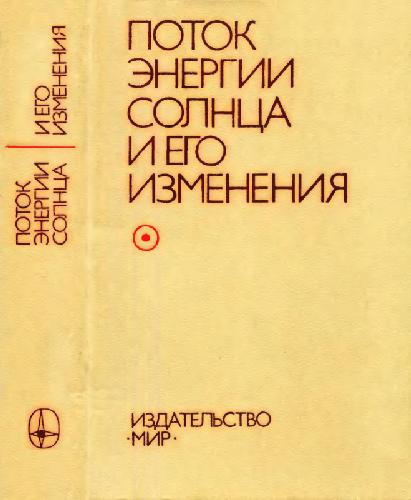 ПОТОК
ЭНЕРГИИ
СОЛНЦА
И ЕГО
ИЗМЕНЕНИЯ
ИЗДАТЕЛЬСТВО
·МИР·
ПОТОК
ЭНЕРГИИ
СОЛНЦА
И ЕГО
ИЗМЕНЕНИЯ